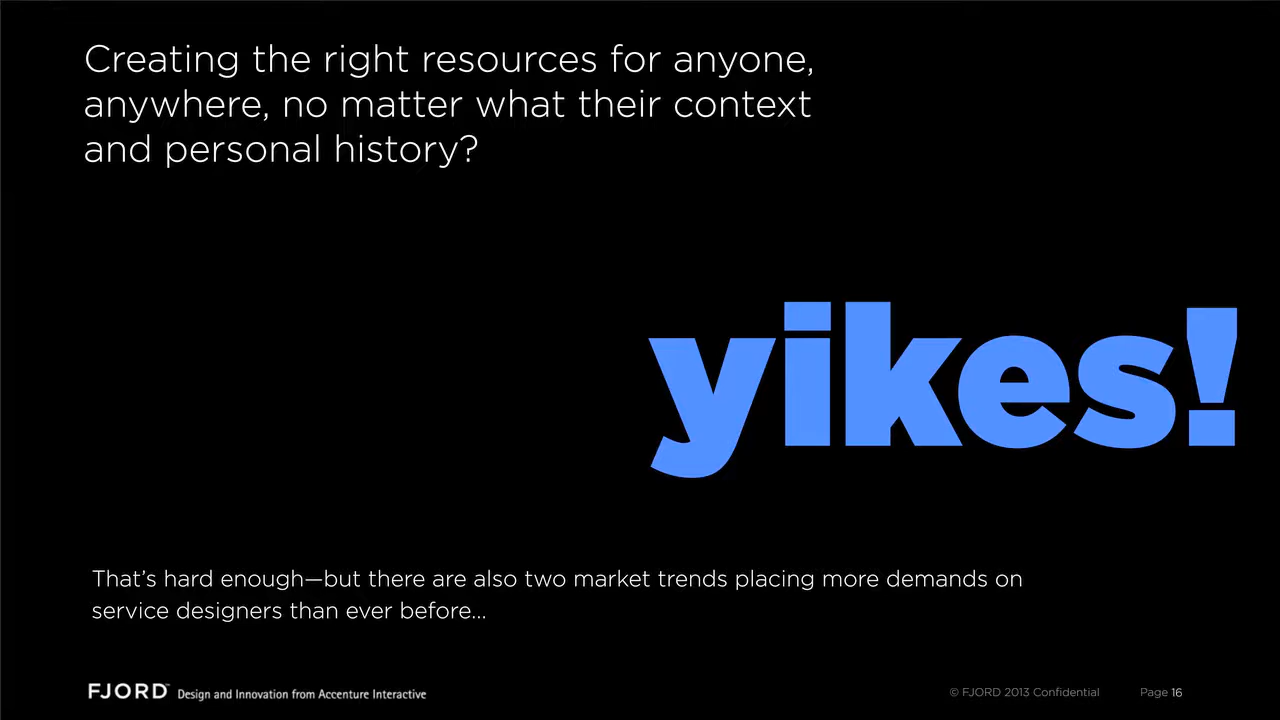 Creating the right resources for anyone,
anywhere, no matter what their context
and personal history?
yikes!
That's hard enough—but there are also two market trends placing more demands on
service designers than ever before...
FJORD™ Design and Innovation from Accenture Interactive
© FJORD 2013 Confidential Page 16